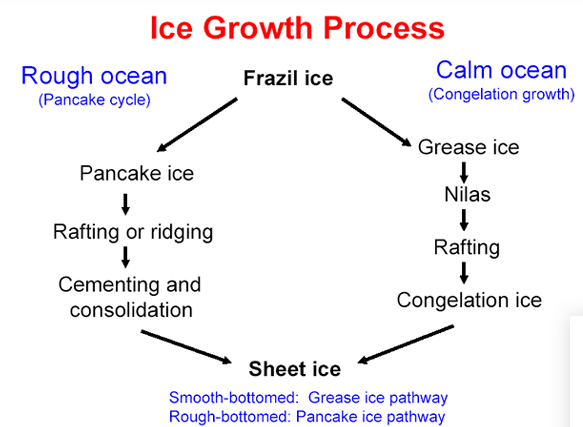 Ice Growth Process
Rough ocean
(Pancake cycle)
Frazil ice
Calm ocean
(Congelation growth)
Pancake ice
Rafting or ridging
Cementing and
consolidation
Grease ice
Nilas
Rafting
Congelation ice
Sheet ice
Smooth-bottomed: Grease ice pathway
Rough-bottomed: Pancake ice pathway